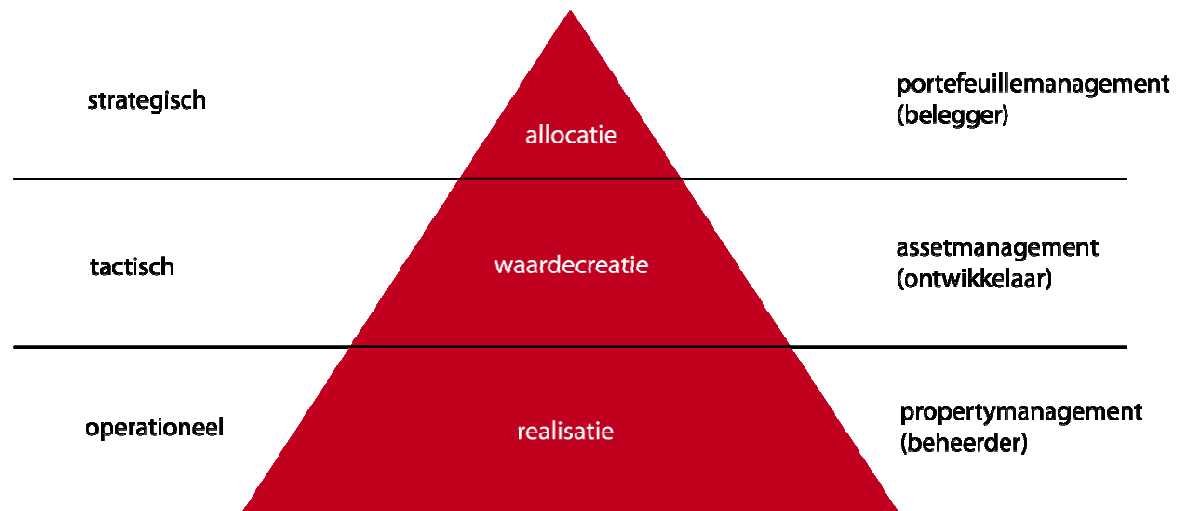 strategisch
allocatie
portefeuillemanagement
(belegger)
tactisch
waardecreatie
assetmanagement
(ontwikkelaar)
operationeel
realisatie
propertymanagement
(beheerder)